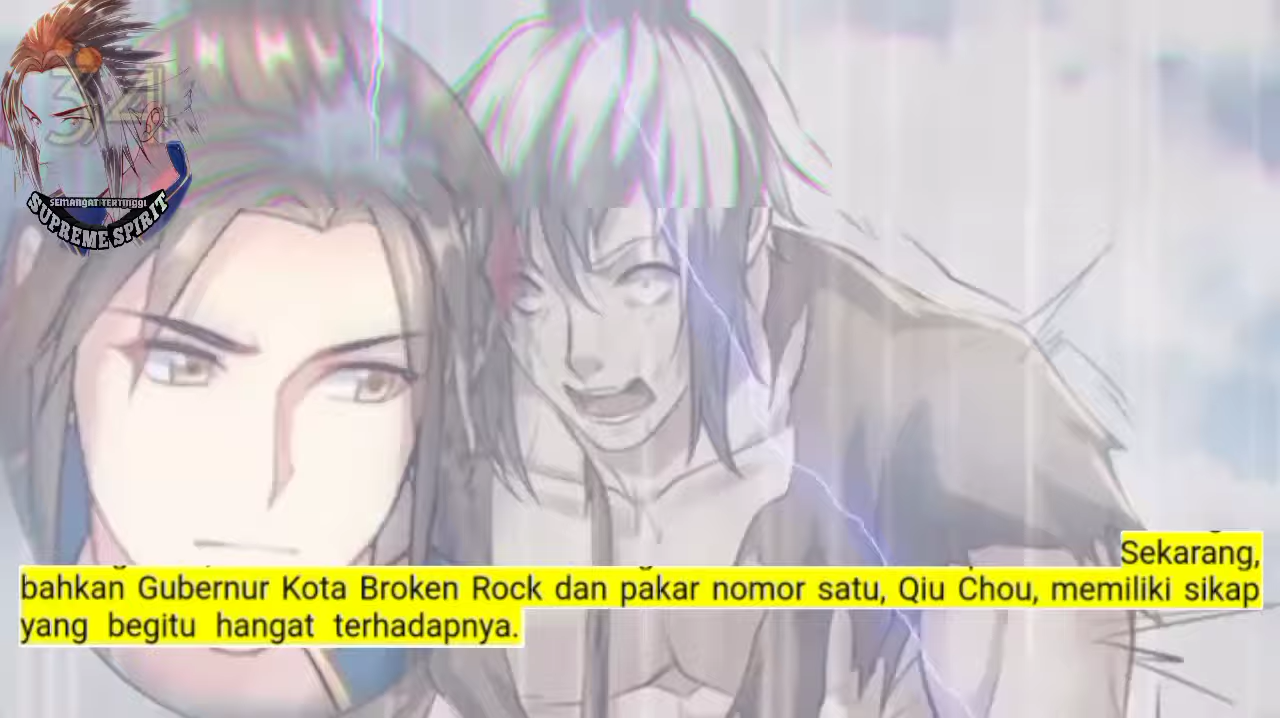 34
SEMANGAT TERTINGGI
SUPREME SPIRIT
Sekarang,
bahkan Gubernur Kota Broken Rock dan pakar nomor satu, Qiu Chou, memiliki sikap
yang begitu hangat terhadapnya.